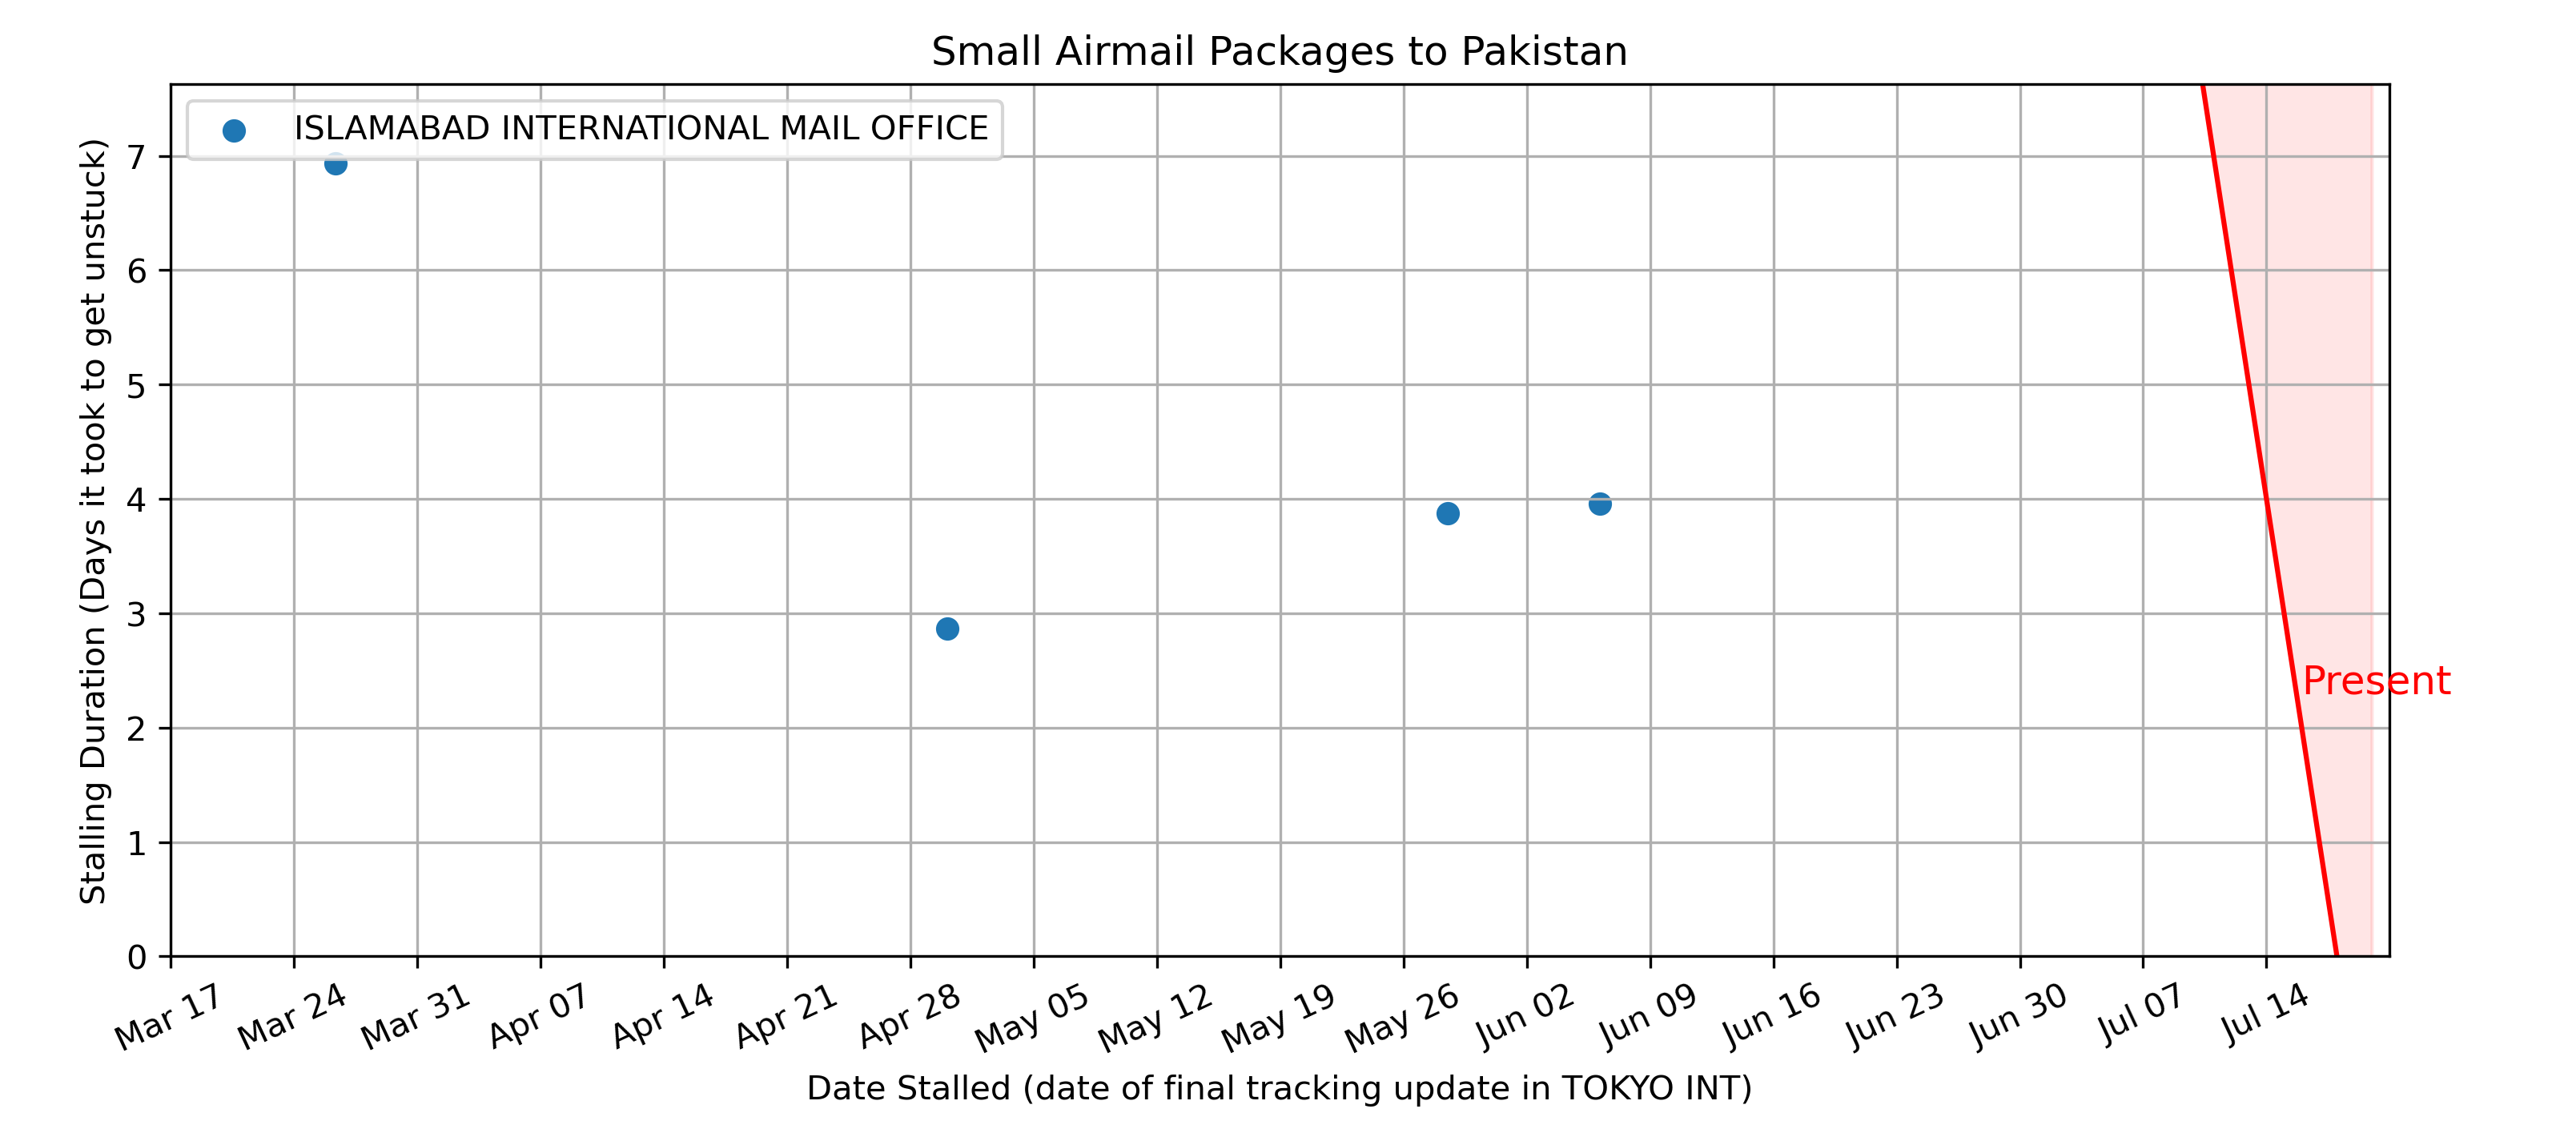 Small Airmail Packages to Pakistan
ISLAMABAD INTERNATIONAL MAIL OFFICE
Stalling Duration (Days it took to get unstuck)
7
6
5
4
3
2
1
0
Present
Mar 17
Mar 24
Mar 31
Apr 07
Apr 14
Apr 21
Apr 28
May 05
May 12
May 19
May 26
Jun 02
Jun 09
Jun 16
Jun 23
Jun 30
Jul 07
Jul 14
Date Stalled (date of final tracking update in TOKYO INT)